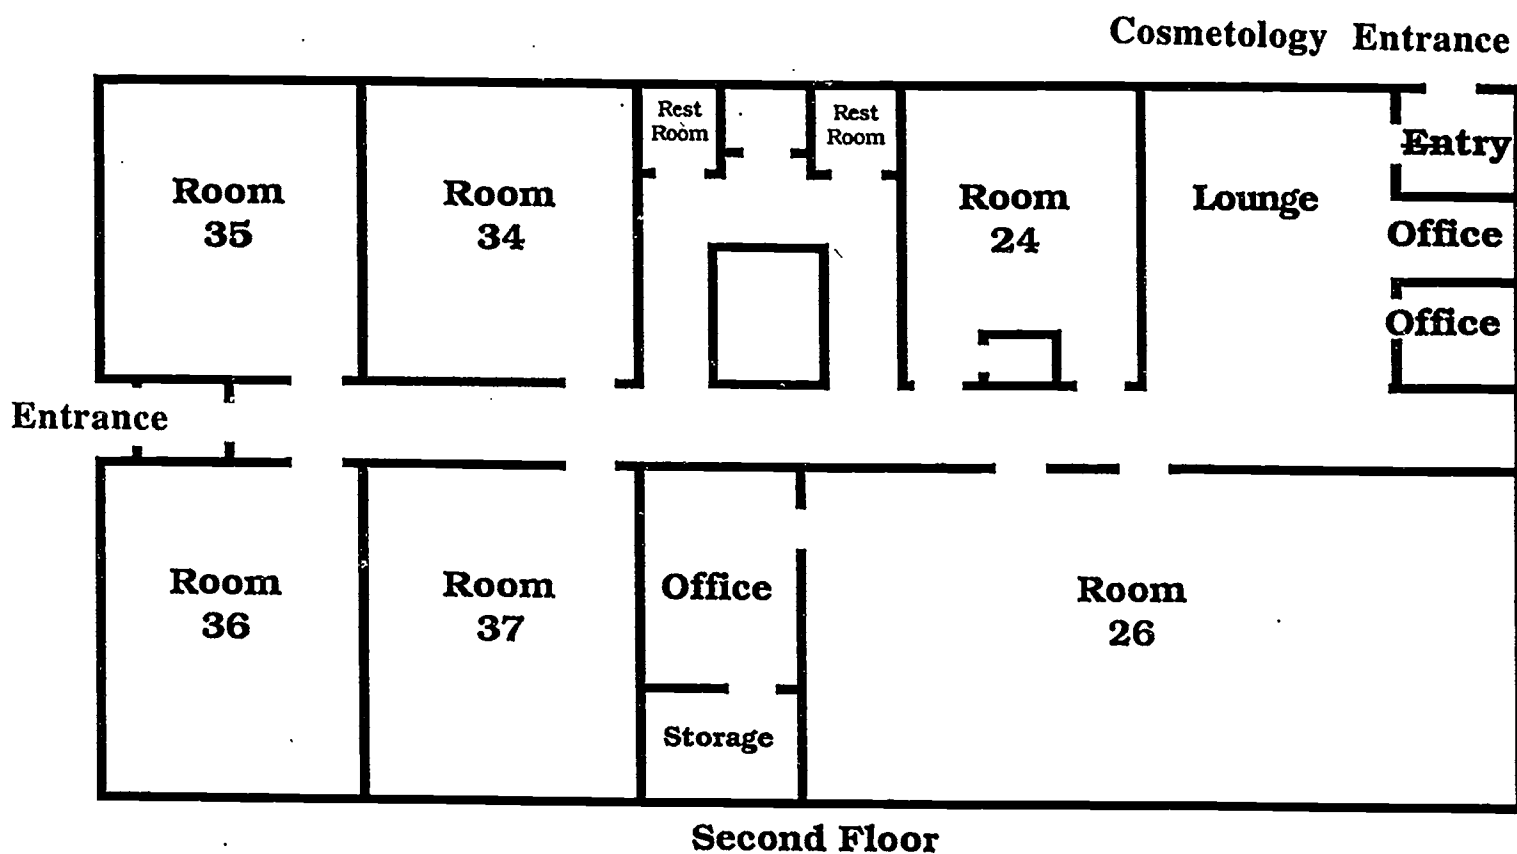 Cosmetology Entrance
Rest
Room
Rest
Room
Entry
Room
35
Room
34
Room
24
Lounge
Office
Office
Entrance
Room
36
Room
37
Office
Room
26
Storage
Second Floor